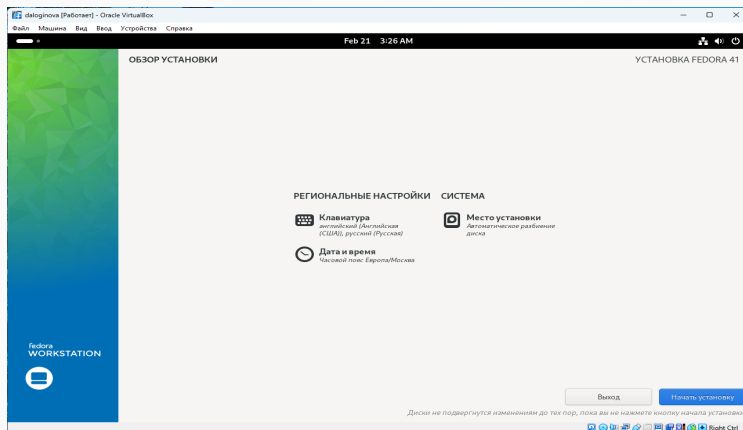 daloginova [Работает] - Oracle VirtualBox
Файл Машина Вид Ввод Устройства Справка
Feb 21 3:26 AM
ОБЗОР УСТАНОВКИ
УСТАНОВКА FEDORA 41
РЕГИОНАЛЬНЫЕ НАСТРОЙКИ
Клавиатура
английский (Английская
(США)), русский (Русская)
Дата и время
Часовой пояс Европа/Москва
СИСТЕМА
Место установки
Автоматическое разбиение
диска
fedora
WORKSTATION
Выход
Начать установку
Диски не подвергнутся изменениям до тех пор, пока вы не нажмете кнопку начала установки
Right Ctrl